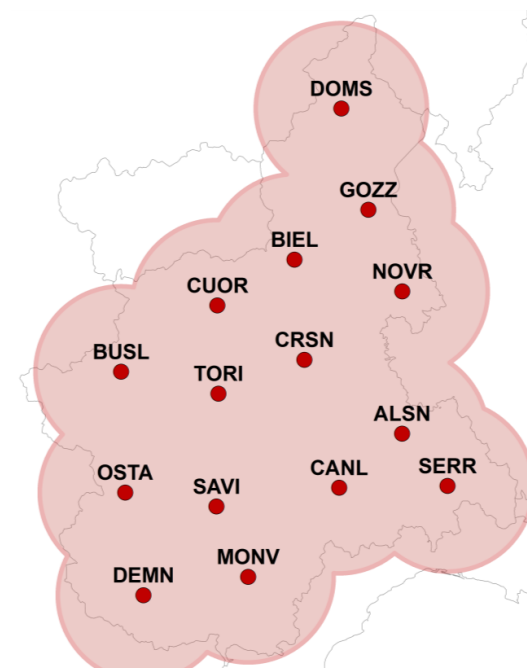 DOMS
GOZZ
BIEL
NOVR
CUOR
CRSN
BUSL
TORI
ALSN
SERR
CANL
OSTA
SAVI
MONV
DEMN